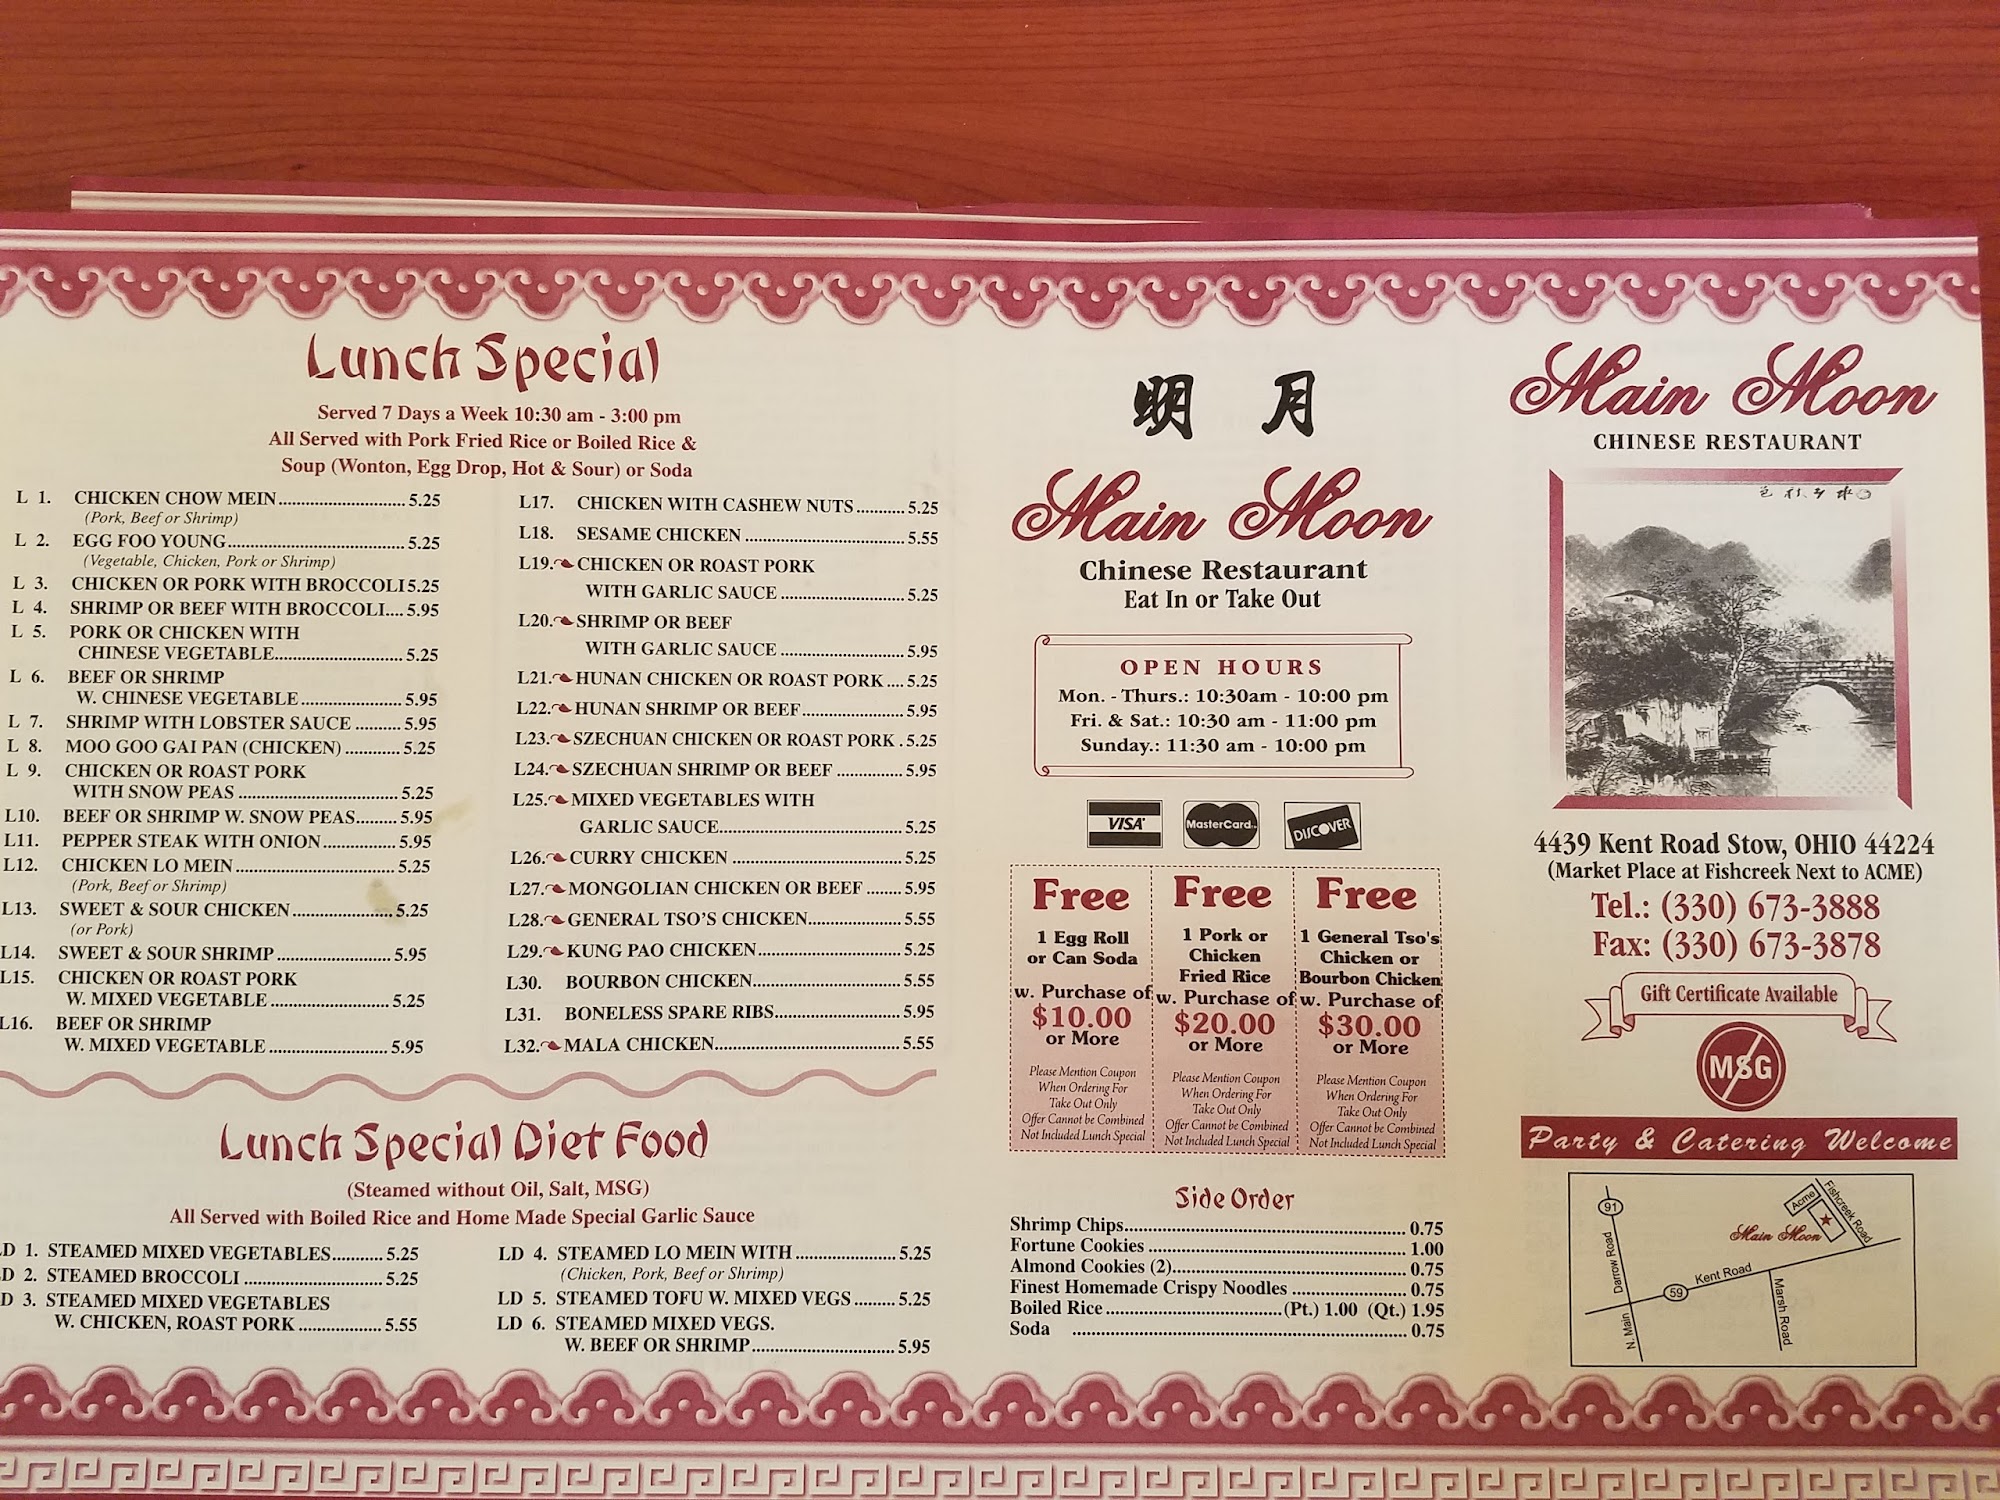 Lunch Special
Served 7 Days a Week 10:30 am - 3:00 pm
All Served with Pork Fried Rice or Boiled Rice &
Soup (Wonton, Egg Drop, Hot & Sour) or Soda
L 1. CHICKEN CHOW MEIN 5.25
(Pork, Beef or Shrimp)
L 2. EGG FOO YOUNG 5.25
(Vegetable, Chicken, Pork or Shrimp)
L 3. CHICKEN OR PORK WITH BROCCOLI 5.25
L 4. SHRIMP OR BEEF WITH BROCCOLI.... 5.95
L 5. PORK OR CHICKEN WITH
CHINESE VEGETABLE 5.25
L 6. BEEF OR SHRIMP
W. CHINESE VEGETABLE 5.95
L 7. SHRIMP WITH LOBSTER SAUCE 5.95
L 8. MOO GOO GAI PAN (CHICKEN) 5.25
L 9. CHICKEN OR ROAST PORK
WITH SNOW PEAS 5.25
L10. BEEF OR SHRIMP W. SNOW PEAS 5.95
L11. PEPPER STEAK WITH ONION 5.95
L12. CHICKEN LO MEIN 5.25
(Pork, Beef or Shrimp)
L13. SWEET & SOUR CHICKEN 5.25
(or Pork)
L14. SWEET & SOUR SHRIMP 5.95
L15. CHICKEN OR ROAST PORK
W. MIXED VEGETABLE 5.25
L16. BEEF OR SHRIMP
W. MIXED VEGETABLE 5.95
L17. CHICKEN WITH CASHEW NUTS 5.25
L18. SESAME CHICKEN 5.55
L19. CHICKEN OR ROAST PORK
WITH GARLIC SAUCE 5.25
L20. SHRIMP OR BEEF
WITH GARLIC SAUCE 5.95
L21. HUNAN CHICKEN OR ROAST PORK .... 5.25
L22. HUNAN SHRIMP OR BEEF 5.95
L23. SZECHUAN CHICKEN OR ROAST PORK . 5.25
L24. SZECHUAN SHRIMP OR BEEF 5.95
L25. MIXED VEGETABLES WITH
GARLIC SAUCE 5.25
L26. CURRY CHICKEN 5.25
L27. MONGOLIAN CHICKEN OR BEEF 5.95
L28. GENERAL TSO'S CHICKEN 5.55
L29. KUNG PAO CHICKEN 5.25
L30. BOURBON CHICKEN 5.55
L31. BONELESS SPARE RIBS 5.95
L32. MALA CHICKEN 5.55
Lunch Special Diet Food
(Steamed without Oil, Salt, MSG)
All Served with Boiled Rice and Home Made Special Garlic Sauce
LD 1. STEAMED MIXED VEGETABLES 5.25
D 2. STEAMED BROCCOLI 5.25
D 3. STEAMED MIXED VEGETABLES
W. CHICKEN, ROAST PORK 5.55
LD 4. STEAMED LO MEIN WITH 5.25
(Chicken, Pork, Beef or Shrimp)
LD 5. STEAMED TOFU W. MIXED VEGS 5.25
LD 6. STEAMED MIXED VEGS.
W. BEEF OR SHRIMP 5.95
明 月
Main Moon
Chinese Restaurant
Eat In or Take Out
OPEN HOURS
Mon. - Thurs.: 10:30am - 10:00 pm
Fri. & Sat.: 10:30 am - 11:00 pm
Sunday.: 11:30 am - 10:00 pm
VISA MasterCard DISCOVER
Free
1 Egg Roll
or Can Soda
w. Purchase of
$10.00
or More
Please Mention Coupon
When Ordering For
Take Out Only
Offer Cannot be Combined
Not Included Lunch Special
Free
1 Pork or
Chicken
Fried Rice
w. Purchase of
$20.00
or More
Please Mention Coupon
When Ordering For
Take Out Only
Offer Cannot be Combined
Not Included Lunch Special
Free
1 General Tso's
Chicken or
Bourbon Chicken
w. Purchase of
$30.00
or More
Please Mention Coupon
When Ordering For
Take Out Only
Offer Cannot be Combined
Not Included Lunch Special
Side Order
Shrimp Chips 0.75
Fortune Cookies 1.00
Almond Cookies (2) 0.75
Finest Homemade Crispy Noodles 0.75
Boiled Rice (Pt.) 1.00 (Qt.) 1.95
Soda 0.75
Main Moon
CHINESE RESTAURANT
4439 Kent Road Stow, OHIO 44224
(Market Place at Fishcreek Next to ACME)
Tel.: (330) 673-3888
Fax: (330) 673-3878
Gift Certificate Available
MSG
Party & Catering Welcome
91
Darrow Road
N. Main
59
Kent Road
Marsh Road
Main Moon
Acme
Fishcreek Road